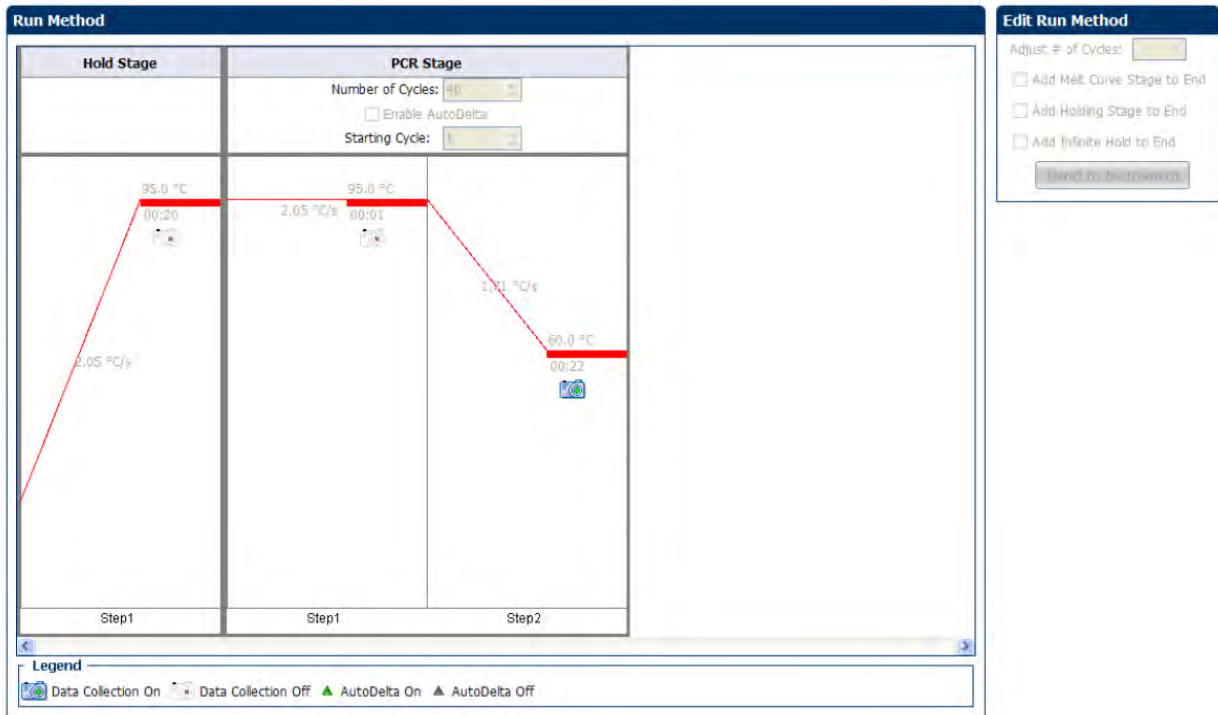 Run Method
Hold Stage
PCR Stage
Number of Cycles: 40
Enable AutoDelta
Starting Cycle: 1
95.0 °C
00:20
2.05 °C/s
95.0 °C
2.05 °C/s
00:01
1.71 °C/s
60.0 °C
00:22
Step1
Step1
Step2
Legend
Data Collection On
Data Collection Off
AutoDelta On
AutoDelta Off
Edit Run Method
Adjust # of Cycles:
Add Melt Curve Stage to End
Add Holding Stage to End
Add Infinite Hold to End
Send to Instrument